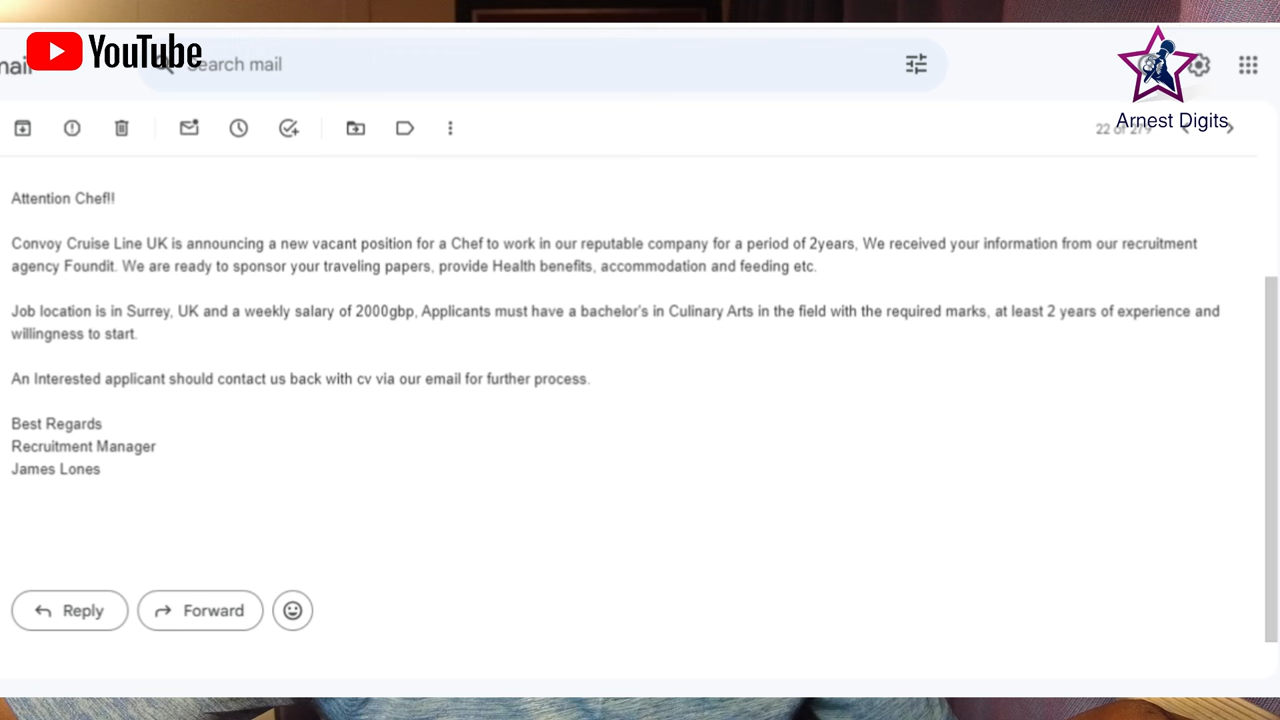 YouTube
Search mail
Arnest Digits
22 of 279
Attention Chef!!
Convoy Cruise Line UK is announcing a new vacant position for a Chef to work in our reputable company for a period of 2years, We received your information from our recruitment
agency Foundit. We are ready to sponsor your traveling papers, provide Health benefits, accommodation and feeding etc.
Job location is in Surrey, UK and a weekly salary of 2000gbp, Applicants must have a bachelor's in Culinary Arts in the field with the required marks, at least 2 years of experience and
willingness to start.
An Interested applicant should contact us back with cv via our email for further process.
Best Regards
Recruitment Manager
James Lones
Reply
Forward